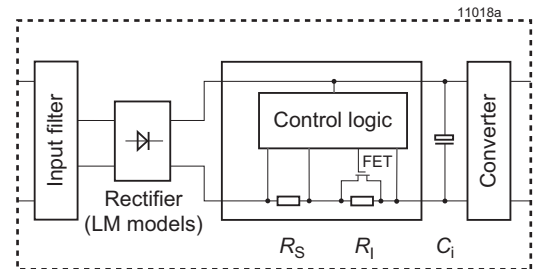 11018a
Input filter
Rectifier
(LM models)
Control logic
FET
Converter
RS
RI
Ci